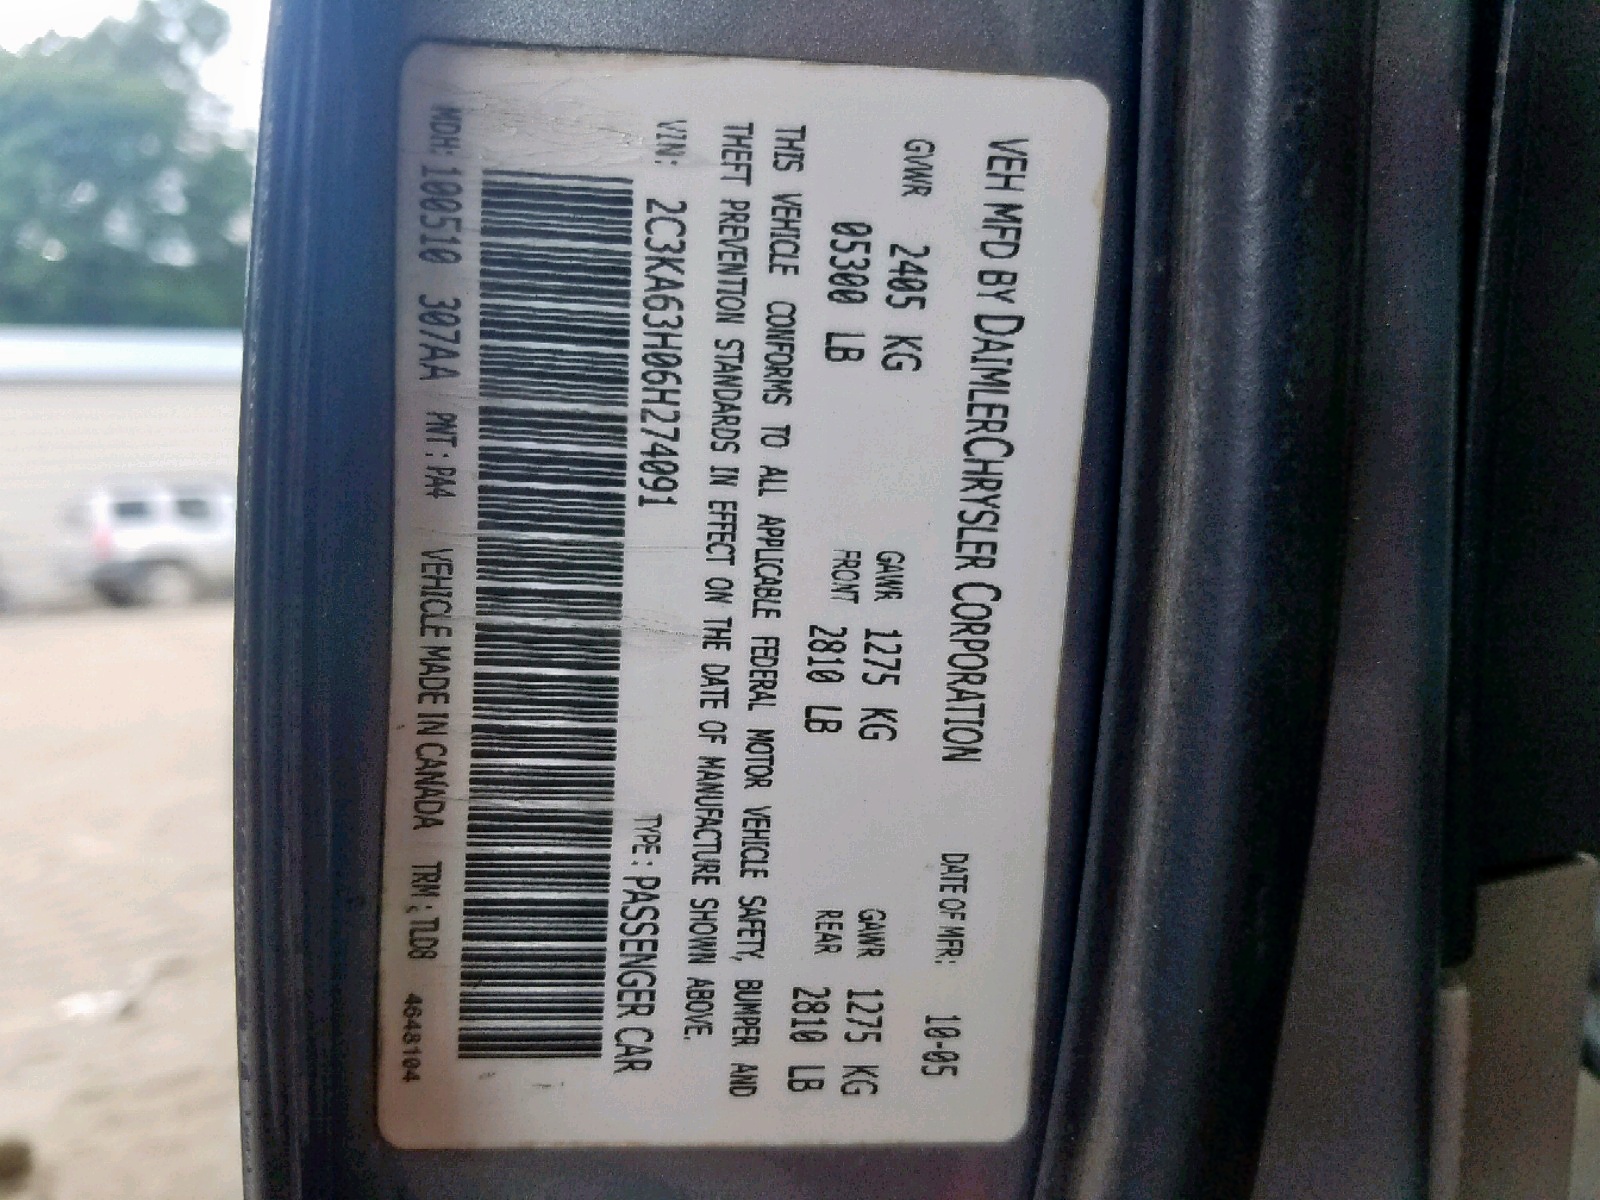 VEH MFD BY DAIMLERCHRYSLER CORPORATION DATE OF MFR: 10-05
GVWR 2405 KG GAWR 1275 KG GAWR 1275 KG
05300 LB FRONT 2810 LB REAR 2810 LB
THIS VEHICLE CONFORMS TO ALL APPLICABLE FEDERAL MOTOR VEHICLE SAFETY, BUMPER AND
THEFT PREVENTION STANDARDS IN EFFECT ON THE DATE OF MANUFACTURE SHOWN ABOVE.
VIN: 2C3KA63H06H274091 TYPE: PASSENGER CAR
MDH: 100510 307AA PNT: PA4 VEHICLE MADE IN CANADA TRM: TLD8 4648104